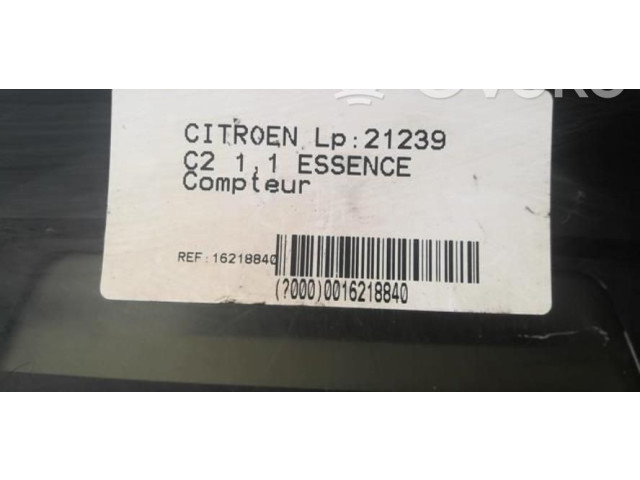 CITROEN Lp:21239
C2 1,1 ESSENCE
Compteur
REF:16218840
(?000)0016218840